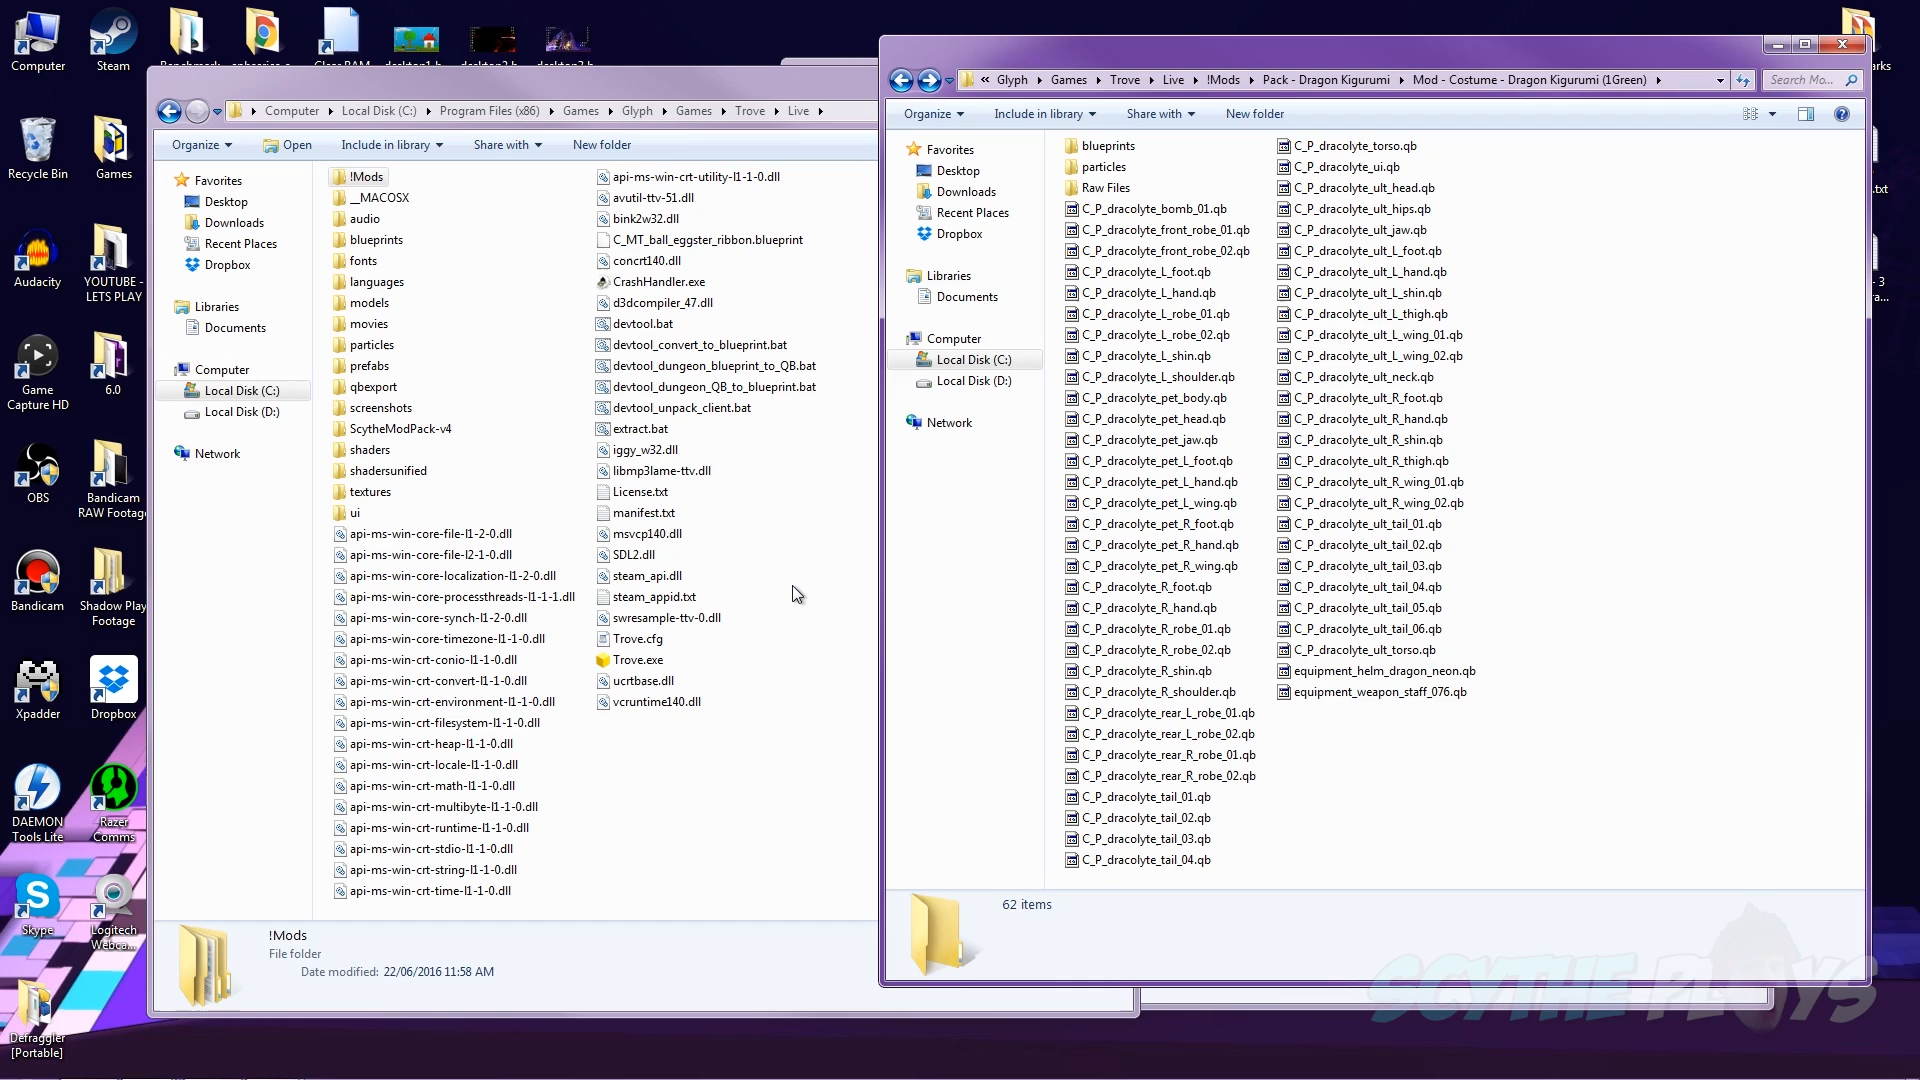 Computer
Steam
Recycle Bin
Games
Audacity
YOUTUBE -
LETS PLAY
Game
Capture HD
6.0
OBS
Bandicam
RAW Footage
Bandicam
Shadow Play
Footage
Xpadder
Dropbox
DAEMON
Tools Lite
Razer
Comms
Skype
Logitech
Webca...
Defraggler
[Portable]
Computer
Local Disk (C:)
Program Files (x86)
Games
Glyph
Games
Trove
Live
Organize
Open
Include in library
Share with
New folder
Favorites
Desktop
Downloads
Recent Places
Dropbox
Libraries
Documents
Computer
Local Disk (C:)
Local Disk (D:)
Network
!Mods
__MACOSX
audio
blueprints
fonts
languages
models
movies
particles
prefabs
qbexport
screenshots
ScytheModPack-v4
shaders
shadersunified
textures
ui
api-ms-win-core-file-l1-2-0.dll
api-ms-win-core-file-l2-1-0.dll
api-ms-win-core-localization-l1-2-0.dll
api-ms-win-core-processthreads-l1-1-1.dll
api-ms-win-core-synch-l1-2-0.dll
api-ms-win-core-timezone-l1-1-0.dll
api-ms-win-crt-conio-l1-1-0.dll
api-ms-win-crt-convert-l1-1-0.dll
api-ms-win-crt-environment-l1-1-0.dll
api-ms-win-crt-filesystem-l1-1-0.dll
api-ms-win-crt-heap-l1-1-0.dll
api-ms-win-crt-locale-l1-1-0.dll
api-ms-win-crt-math-l1-1-0.dll
api-ms-win-crt-multibyte-l1-1-0.dll
api-ms-win-crt-runtime-l1-1-0.dll
api-ms-win-crt-stdio-l1-1-0.dll
api-ms-win-crt-string-l1-1-0.dll
api-ms-win-crt-time-l1-1-0.dll
api-ms-win-crt-utility-l1-1-0.dll
avutil-ttv-51.dll
bink2w32.dll
C_MT_ball_eggster_ribbon.blueprint
concrt140.dll
CrashHandler.exe
d3dcompiler_47.dll
devtool.bat
devtool_convert_to_blueprint.bat
devtool_dungeon_blueprint_to_QB.bat
devtool_dungeon_QB_to_blueprint.bat
devtool_unpack_client.bat
extract.bat
iggy_w32.dll
libmp3lame-ttv.dll
License.txt
manifest.txt
msvcp140.dll
SDL2.dll
steam_api.dll
steam_appid.txt
swresample-ttv-0.dll
Trove.cfg
Trove.exe
ucrtbase.dll
vcruntime140.dll
!Mods
File folder
Date modified: 22/06/2016 11:58 AM
« Glyph
Games
Trove
Live
!Mods
Pack - Dragon Kigurumi
Mod - Costume - Dragon Kigurumi (1Green)
Search Mo...
Organize
Include in library
Share with
New folder
Favorites
Desktop
Downloads
Recent Places
Dropbox
Libraries
Documents
Computer
Local Disk (C:)
Local Disk (D:)
Network
blueprints
particles
Raw Files
C_P_dracolyte_bomb_01.qb
C_P_dracolyte_front_robe_01.qb
C_P_dracolyte_front_robe_02.qb
C_P_dracolyte_L_foot.qb
C_P_dracolyte_L_hand.qb
C_P_dracolyte_L_robe_01.qb
C_P_dracolyte_L_robe_02.qb
C_P_dracolyte_L_shin.qb
C_P_dracolyte_L_shoulder.qb
C_P_dracolyte_pet_body.qb
C_P_dracolyte_pet_head.qb
C_P_dracolyte_pet_jaw.qb
C_P_dracolyte_pet_L_foot.qb
C_P_dracolyte_pet_L_hand.qb
C_P_dracolyte_pet_L_wing.qb
C_P_dracolyte_pet_R_foot.qb
C_P_dracolyte_pet_R_hand.qb
C_P_dracolyte_pet_R_wing.qb
C_P_dracolyte_R_foot.qb
C_P_dracolyte_R_hand.qb
C_P_dracolyte_R_robe_01.qb
C_P_dracolyte_R_robe_02.qb
C_P_dracolyte_R_shin.qb
C_P_dracolyte_R_shoulder.qb
C_P_dracolyte_rear_L_robe_01.qb
C_P_dracolyte_rear_L_robe_02.qb
C_P_dracolyte_rear_R_robe_01.qb
C_P_dracolyte_rear_R_robe_02.qb
C_P_dracolyte_tail_01.qb
C_P_dracolyte_tail_02.qb
C_P_dracolyte_tail_03.qb
C_P_dracolyte_tail_04.qb
C_P_dracolyte_torso.qb
C_P_dracolyte_ui.qb
C_P_dracolyte_ult_head.qb
C_P_dracolyte_ult_hips.qb
C_P_dracolyte_ult_jaw.qb
C_P_dracolyte_ult_L_foot.qb
C_P_dracolyte_ult_L_hand.qb
C_P_dracolyte_ult_L_shin.qb
C_P_dracolyte_ult_L_thigh.qb
C_P_dracolyte_ult_L_wing_01.qb
C_P_dracolyte_ult_L_wing_02.qb
C_P_dracolyte_ult_neck.qb
C_P_dracolyte_ult_R_foot.qb
C_P_dracolyte_ult_R_hand.qb
C_P_dracolyte_ult_R_shin.qb
C_P_dracolyte_ult_R_thigh.qb
C_P_dracolyte_ult_R_wing_01.qb
C_P_dracolyte_ult_R_wing_02.qb
C_P_dracolyte_ult_tail_01.qb
C_P_dracolyte_ult_tail_02.qb
C_P_dracolyte_ult_tail_03.qb
C_P_dracolyte_ult_tail_04.qb
C_P_dracolyte_ult_tail_05.qb
C_P_dracolyte_ult_tail_06.qb
C_P_dracolyte_ult_torso.qb
equipment_helm_dragon_neon.qb
equipment_weapon_staff_076.qb
62 items
SCYTHE PLAYS